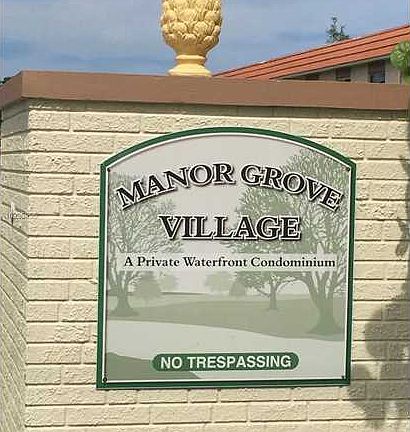 MANOR GROVE
VILLAGE
A Private Waterfront Condominium
NO TRESPASSING